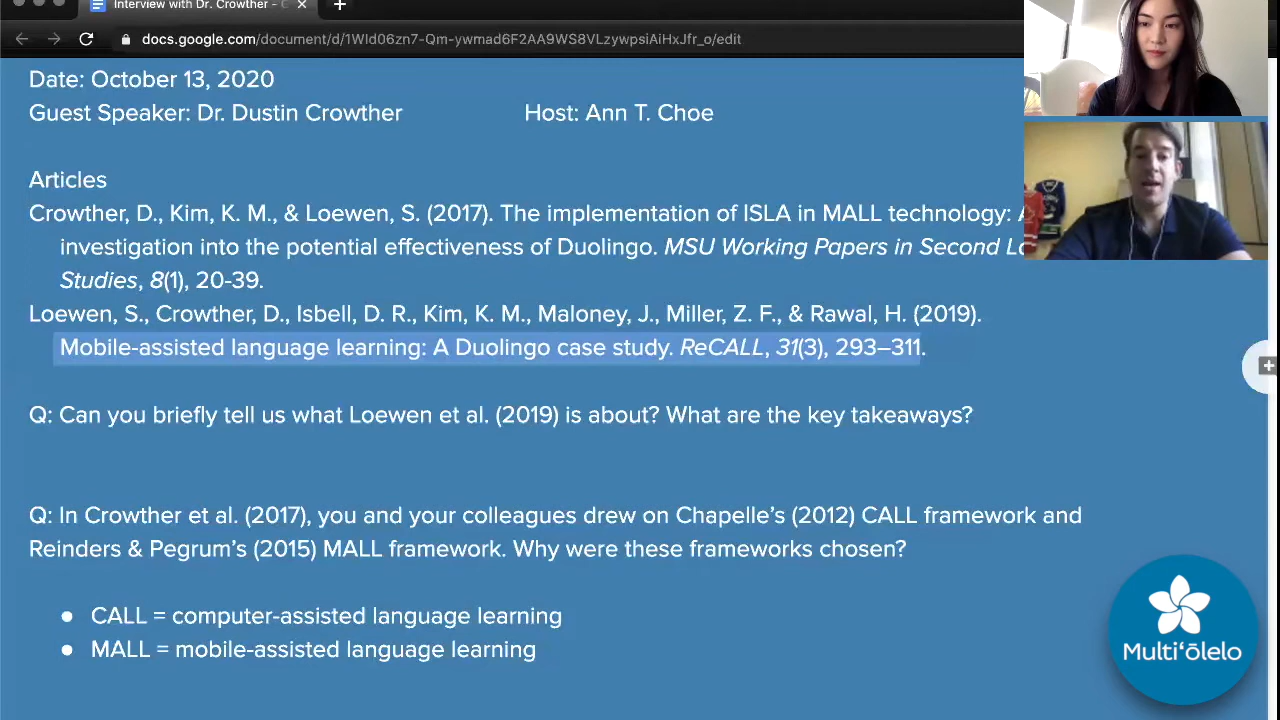 Interview with Dr. Crowther -
docs.google.com/document/d/1WId06zn7-Qm-ywmad6F2AA9WS8VLzywpsiAiHxJfr_o/edit
Date: October 13, 2020
Guest Speaker: Dr. Dustin Crowther Host: Ann T. Choe
Articles
Crowther, D., Kim, K. M., & Loewen, S. (2017). The implementation of ISLA in MALL technology:
investigation into the potential effectiveness of Duolingo. MSU Working Papers in Second
Studies, 8(1), 20-39.
Loewen, S., Crowther, D., Isbell, D. R., Kim, K. M., Maloney, J., Miller, Z. F., & Rawal, H. (2019).
Mobile-assisted language learning: A Duolingo case study. ReCALL, 31(3), 293–311.
Q: Can you briefly tell us what Loewen et al. (2019) is about? What are the key takeaways?
Q: In Crowther et al. (2017), you and your colleagues drew on Chapelle's (2012) CALL framework and
Reinders & Pegrum's (2015) MALL framework. Why were these frameworks chosen?
● CALL = computer-assisted language learning
● MALL = mobile-assisted language learning
Multiʻōlelo